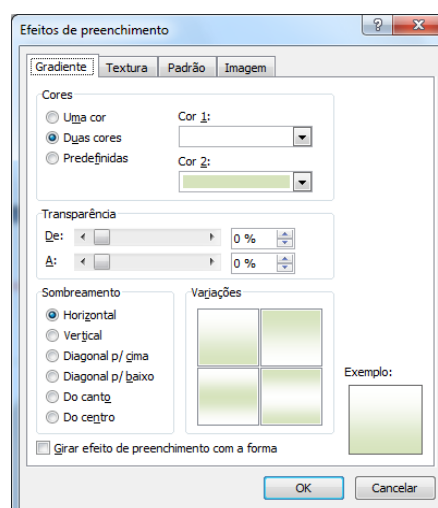 Efeitos de preenchimento
Gradiente Textura Padrão Imagem
Cores
Uma cor
Duas cores
Predefinidas
Cor 1:
Cor 2:
Transparência
De: 0 %
A: 0 %
Sombreamento
Horizontal
Vertical
Diagonal p/ cima
Diagonal p/ baixo
Do canto
Do centro
Variações
Exemplo:
Girar efeito de preenchimento com a forma
OK Cancelar